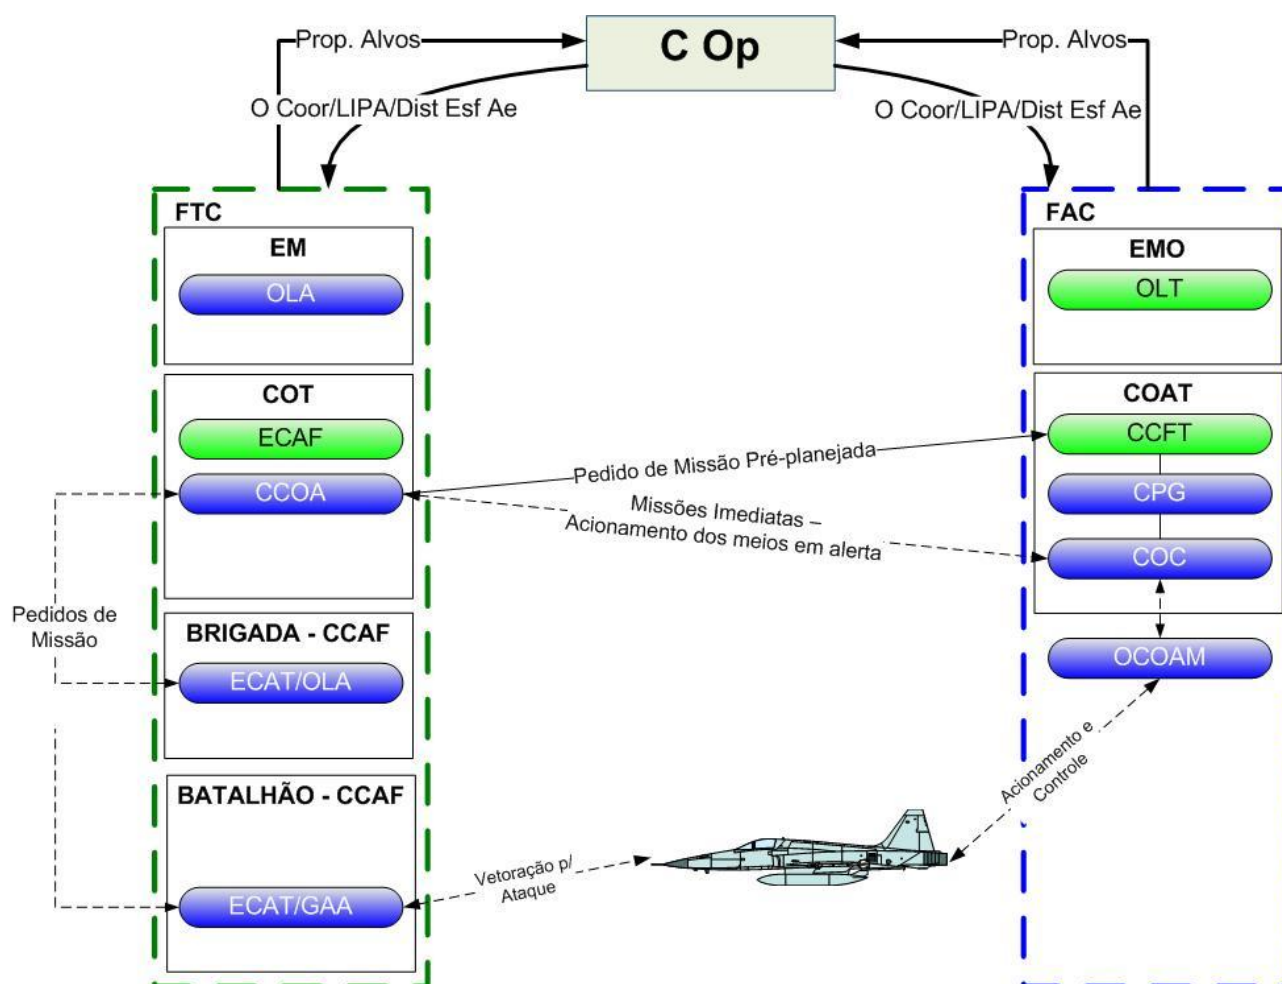 C Op
Prop. Alvos
Prop. Alvos
O Coor/LIPA/Dist Esf Ae
O Coor/LIPA/Dist Esf Ae
FTC
EM
OLA
COT
ECAF
CCOA
Pedidos de
Missão
BRIGADA - CCAF
ECAT/OLA
BATALHÃO - CCAF
ECAT/GAA
Pedido de Missão Pré-planejada
Missões Imediatas –
Acionamento dos meios em alerta
Vetoração p/
Ataque
Acionamento e
Controle
FAC
EMO
OLT
COAT
CCFT
CPG
COC
OCOAM